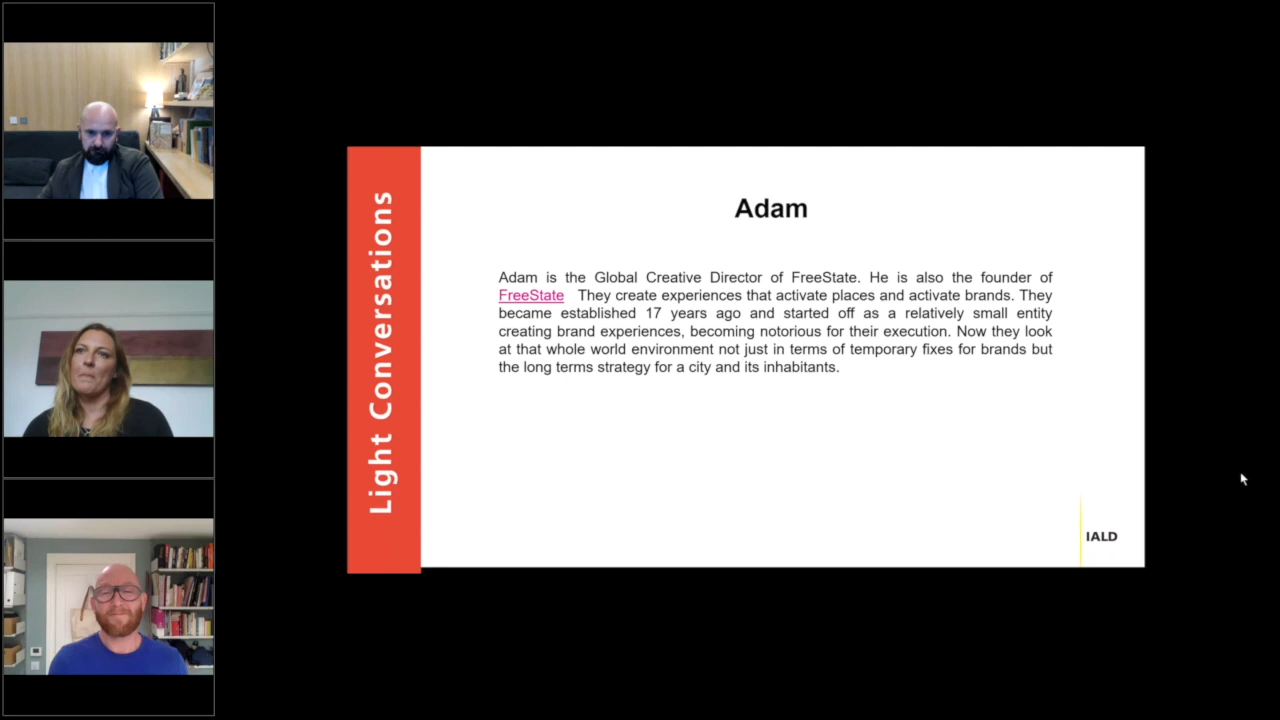 Light Conversations
Adam
Adam is the Global Creative Director of FreeState. He is also the founder of
FreeState They create experiences that activate places and activate brands. They
became established 17 years ago and started off as a relatively small entity
creating brand experiences, becoming notorious for their execution. Now they look
at that whole world environment not just in terms of temporary fixes for brands but
the long terms strategy for a city and its inhabitants.
IALD